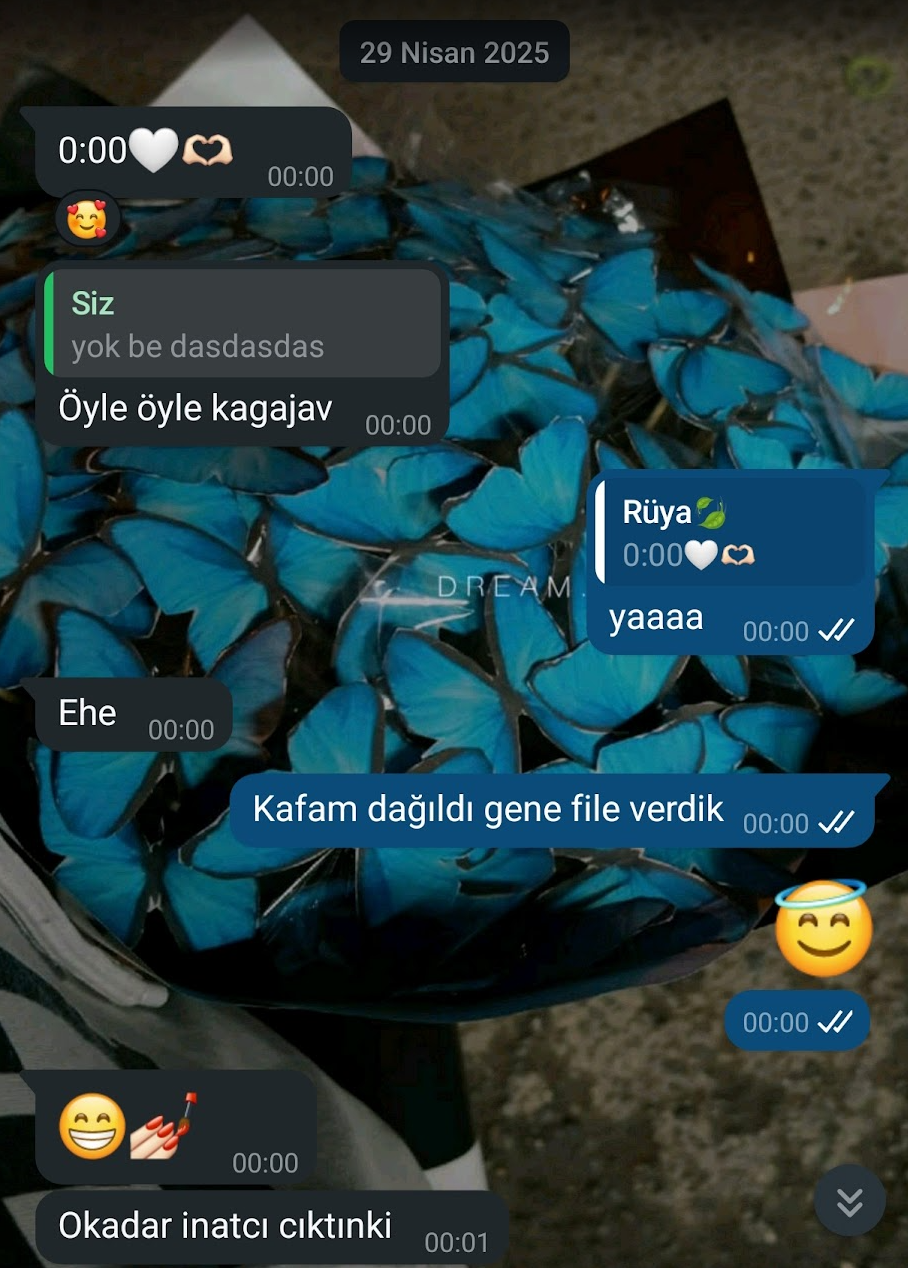 29 Nisan 2025
0:00🤍🫶🏻
00:00
🥰
Siz
yok be dasdasdas
Öyle öyle kagajav
00:00
Rüya🍃
0:00🤍🫶🏻
DREAM.
yaaaa
00:00
Ehe
00:00
Kafam dağıldı gene file verdik
00:00
😇
00:00
😁💅🏻
00:00
Okadar inatcı cıktınki
00:01